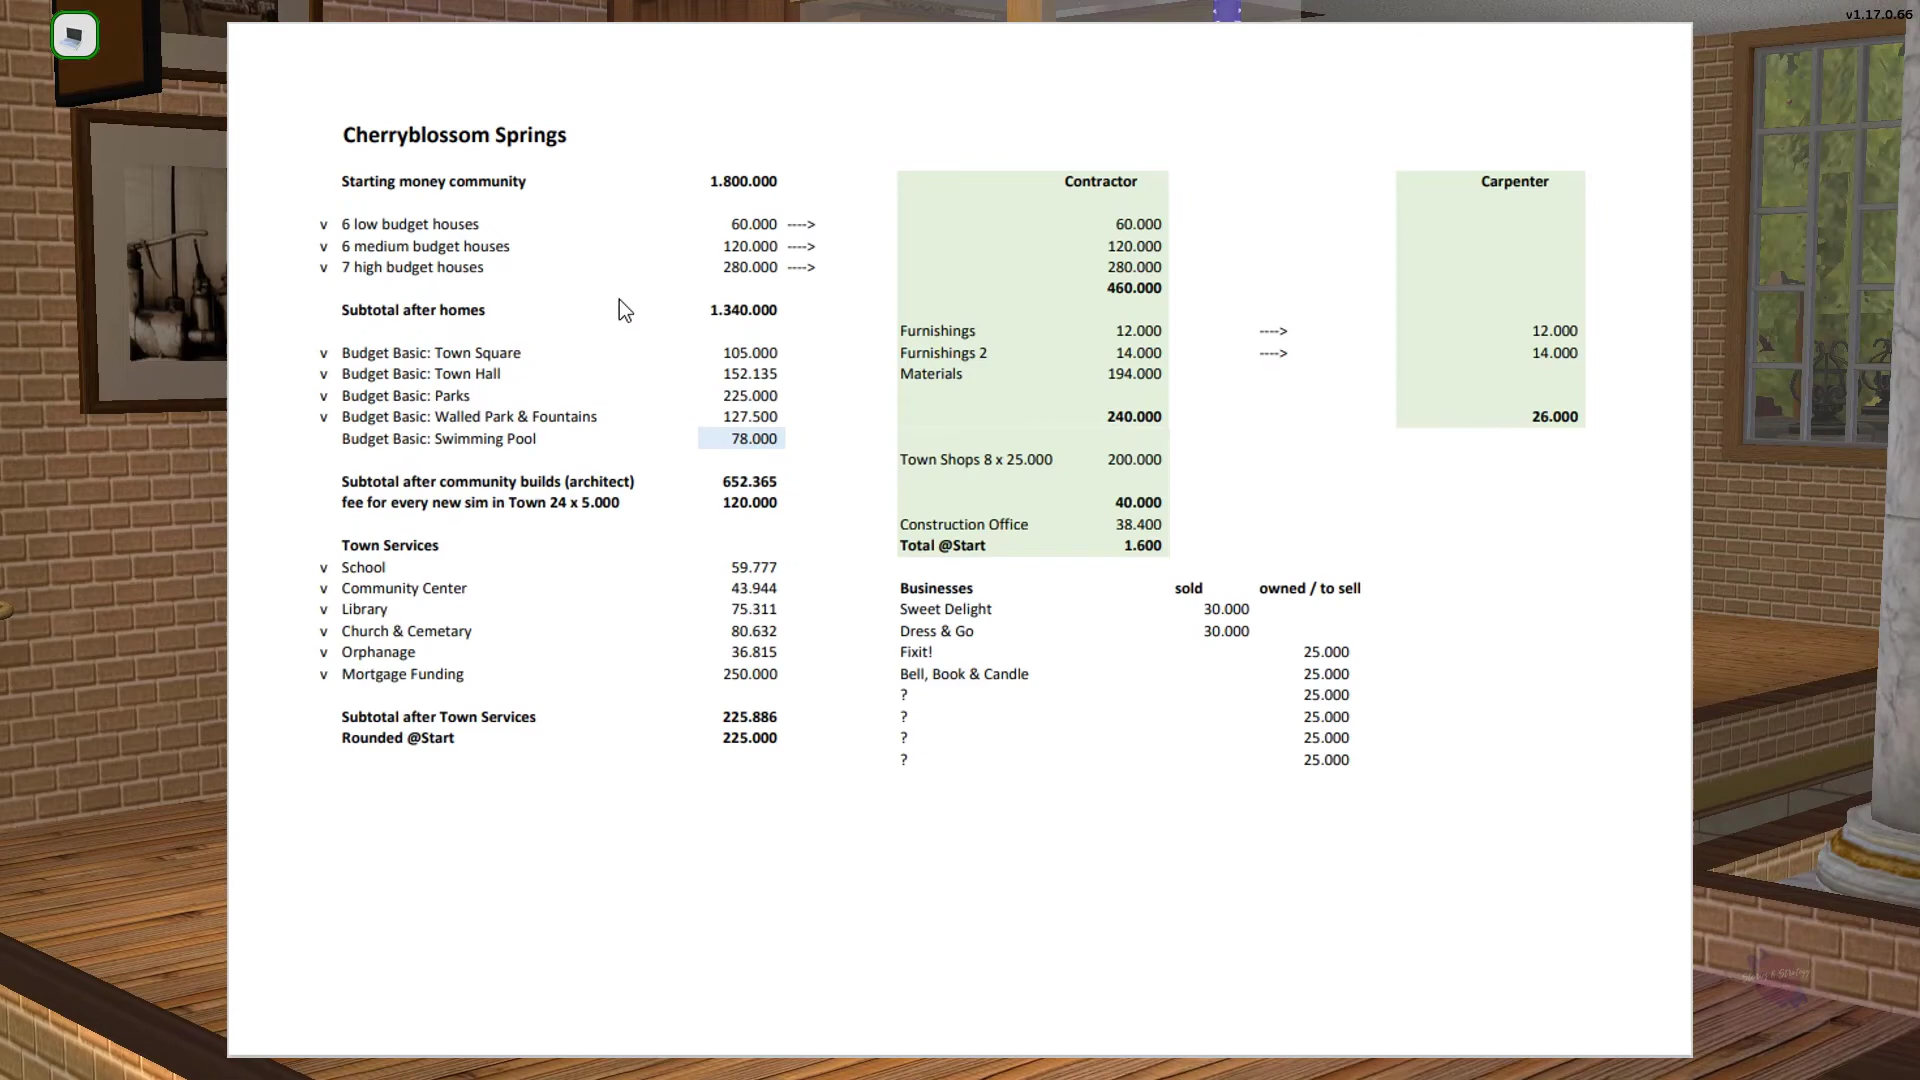 v1.17.0.66
Cherryblossom Springs
Starting money community 1.800.000 Contractor Carpenter
v 6 low budget houses 60.000 ----> 60.000
v 6 medium budget houses 120.000 ----> 120.000
v 7 high budget houses 280.000 ----> 280.000
460.000
Subtotal after homes 1.340.000
Furnishings 12.000 ----> 12.000
v Budget Basic: Town Square 105.000 Furnishings 2 14.000 ----> 14.000
v Budget Basic: Town Hall 152.135 Materials 194.000
v Budget Basic: Parks 225.000
v Budget Basic: Walled Park & Fountains 127.500 240.000 26.000
Budget Basic: Swimming Pool 78.000
Town Shops 8 x 25.000 200.000
Subtotal after community builds (architect) 652.365
fee for every new sim in Town 24 x 5.000 120.000 40.000
Construction Office 38.400
Town Services Total @Start 1.600
v School 59.777
v Community Center 43.944 Businesses sold owned / to sell
v Library 75.311 Sweet Delight 30.000
v Church & Cemetary 80.632 Dress & Go 30.000
v Orphanage 36.815 Fixit! 25.000
v Mortgage Funding 250.000 Bell, Book & Candle 25.000
? 25.000
Subtotal after Town Services 225.886 ? 25.000
Rounded @Start 225.000 ? 25.000
? 25.000